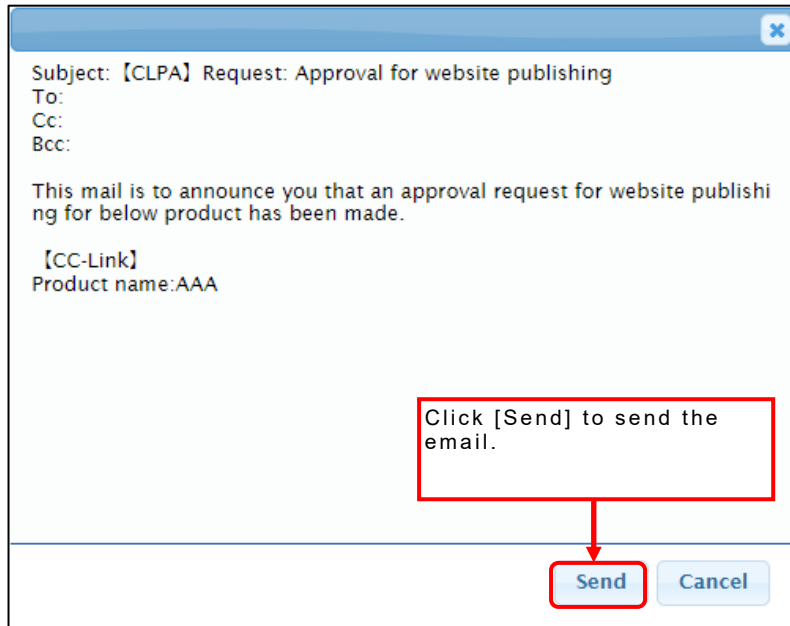 Subject:【CLPA】Request: Approval for website publishing
To:
Cc:
Bcc:
This mail is to announce you that an approval request for website publishi
ng for below product has been made.
【CC-Link】
Product name:AAA
Click [Send] to send the
email.
Send Cancel